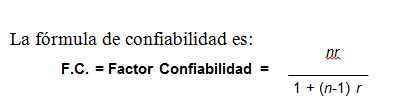 La fórmula de confiabilidad es:
nr
F.C. = Factor Confiabilidad =
1 + (n-1) r